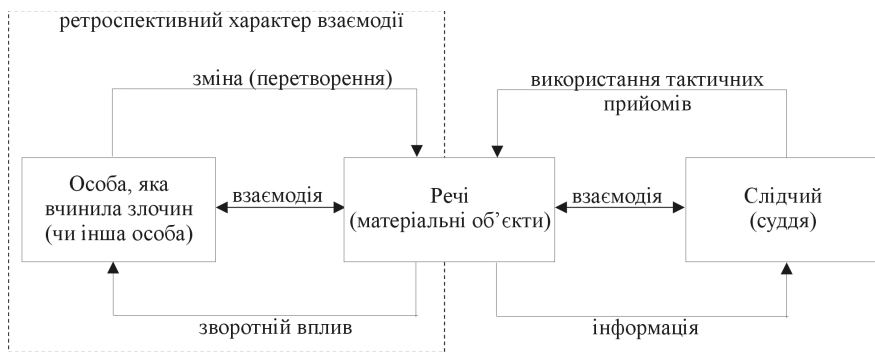 ретроспективний характер взаємодії
зміна (перетворення)
використання тактичних
прийомів
Особа, яка
вчинила злочин
(чи інша особа)
взаємодія
Речі
(матеріальні об’єкти)
взаємодія
Слідчий
(суддя)
зворотній вплив
інформація